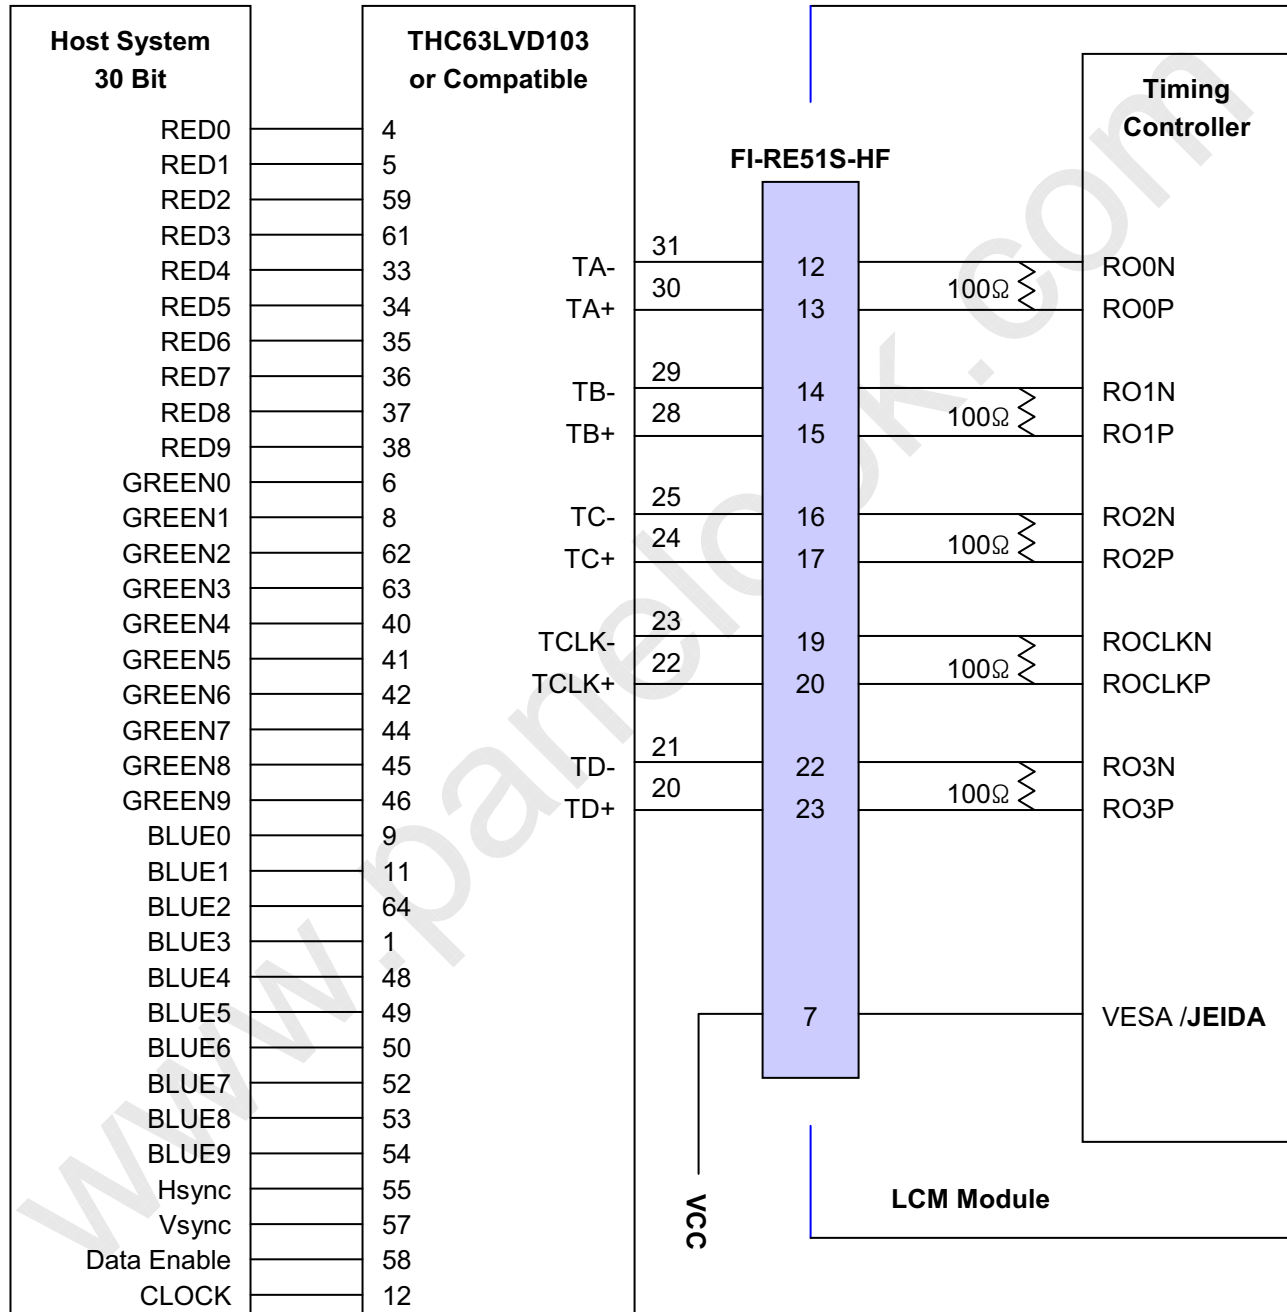 Host System
30 Bit
RED0
RED1
RED2
RED3
RED4
RED5
RED6
RED7
RED8
RED9
GREEN0
GREEN1
GREEN2
GREEN3
GREEN4
GREEN5
GREEN6
GREEN7
GREEN8
GREEN9
BLUE0
BLUE1
BLUE2
BLUE3
BLUE4
BLUE5
BLUE6
BLUE7
BLUE8
BLUE9
Hsync
Vsync
Data Enable
CLOCK
THC63LVD103
or Compatible
4
5
59
61
33
34
35
36
37
38
6
8
62
63
40
41
42
44
45
46
9
11
64
1
48
49
50
52
53
54
55
57
58
12
TA-
TA+
TB-
TB+
TC-
TC+
TCLK-
TCLK+
TD-
TD+
31
30
29
28
25
24
23
22
21
20
FI-RE51S-HF
12
13
14
15
16
17
19
20
22
23
7
VCC
100Ω
100Ω
100Ω
100Ω
100Ω
Timing
Controller
RO0N
RO0P
RO1N
RO1P
RO2N
RO2P
ROCLKN
ROCLKP
RO3N
RO3P
VESA /JEIDA
LCM Module
www.panelook.com